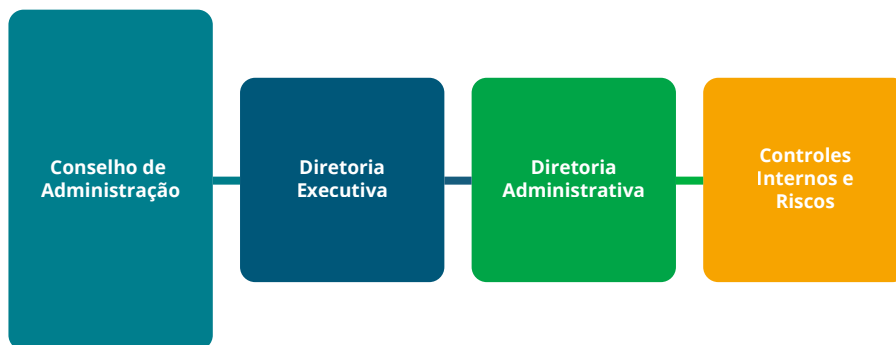 Conselho de
Administração
Diretoria
Executiva
Diretoria
Administrativa
Controles
Internos e
Riscos